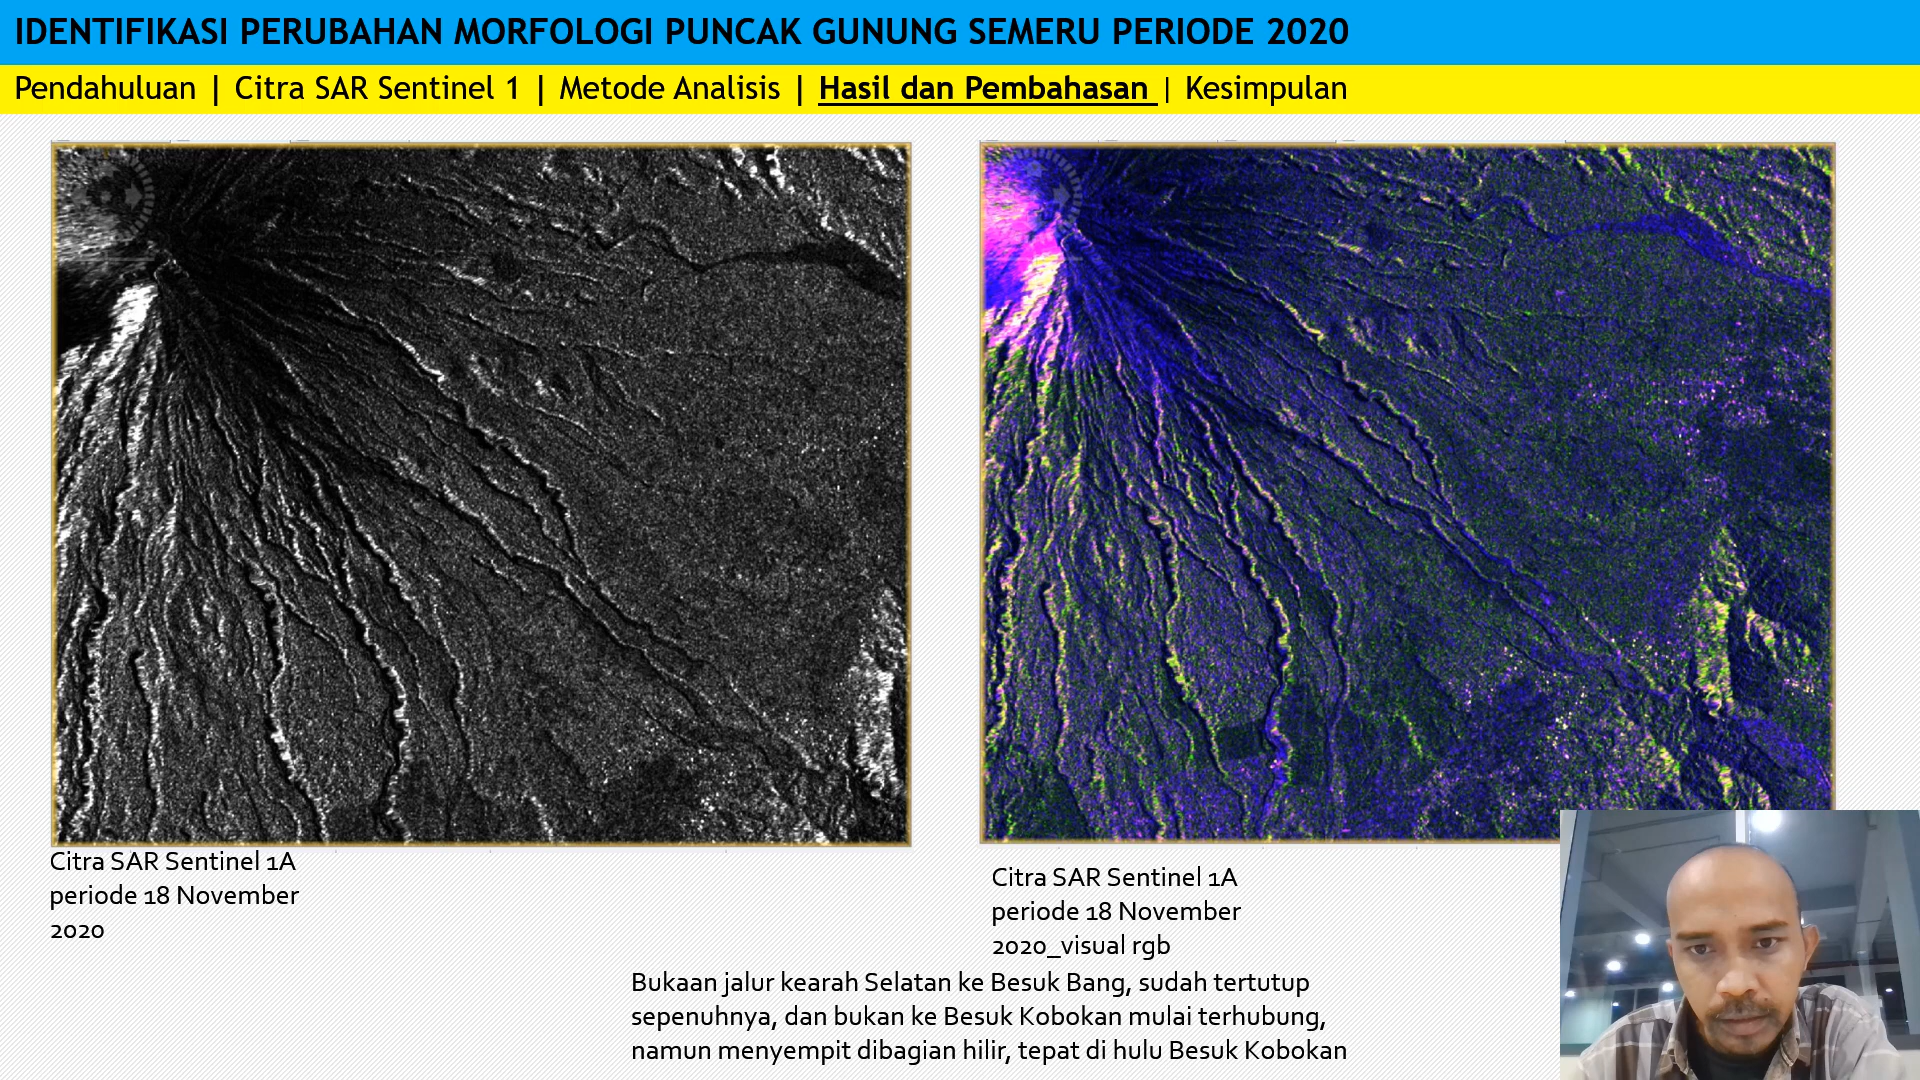 IDENTIFIKASI PERUBAHAN MORFOLOGI PUNCAK GUNUNG SEMERU PERIODE 2020
Pendahuluan | Citra SAR Sentinel 1 | Metode Analisis | Hasil dan Pembahasan | Kesimpulan
Citra SAR Sentinel 1A
periode 18 November
2020
Citra SAR Sentinel 1A
periode 18 November
2020_visual rgb
Bukaan jalur kearah Selatan ke Besuk Bang, sudah tertutup
sepenuhnya, dan bukan ke Besuk Kobokan mulai terhubung,
namun menyempit dibagian hilir, tepat di hulu Besuk Kobokan